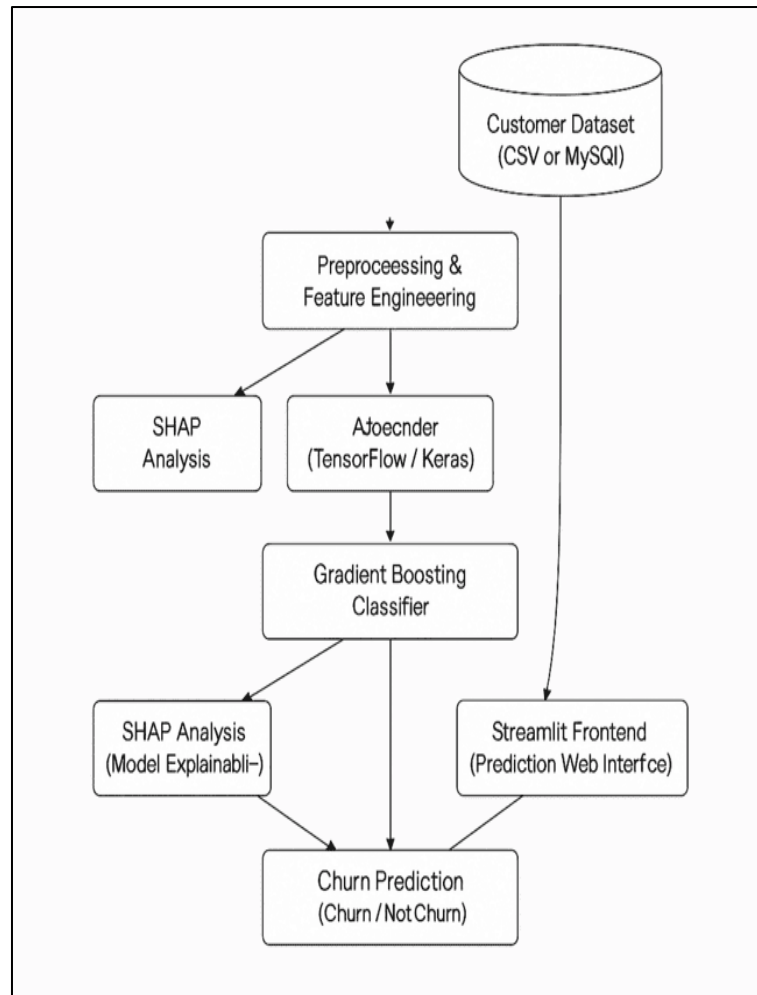 Customer Dataset
(CSV or MySQl)
Preproceessing &
Feature Engineeering
SHAP
Analysis
(TensorFlow / Keras)
Gradient Boosting
Classifier
SHAP Analysis
(Model Explainabli-)
Streamlit Frontend
(Prediction Web Interfce)
Churn Prediction
(Churn / Not Churn)